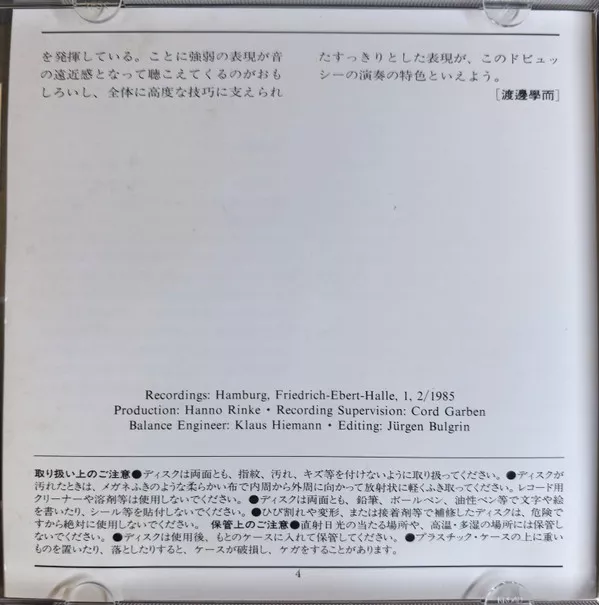 を発揮している。ことに強弱の表現が音
の遠近感となって聴こえてくるのがおも
しろいし、全体に高度な技巧に支えられ
たすっきりとした表現が、このドビュッ
シーの演奏の特色といえよう。
[渡邊學而]
Recordings: Hamburg, Friedrich-Ebert-Halle, 1, 2/1985
Production: Hanno Rinke・Recording Supervision: Cord Garben
Balance Engineer: Klaus Hiemann・Editing: Jürgen Bulgrin
取り扱い上のご注意●ディスクは両面とも、指紋、汚れ、キズ等を付けないように取り扱ってください。●ディスクが
汚れたときは、メガネふきのような柔らかい布で内周から外周に向かって放射状に軽くふき取ってください。レコード用
クリーナーや溶剤等は使用しないでください。●ディスクは両面とも、鉛筆、ボールペン、油性ペン等で文字や絵
を書いたり、シール等を貼付しないでください。●ひび割れや変形、または接着剤等で補修したディスクは、危険で
すから絶対に使用しないでください。 保管上のご注意●直射日光の当たる場所や、高温・多湿の場所には保管し
ないでください。●ディスクは使用後、もとのケースに入れて保管してください。●プラスチック・ケースの上に重い
ものを置いたり、落としたりすると、ケースが破損し、ケガをすることがあります。
4